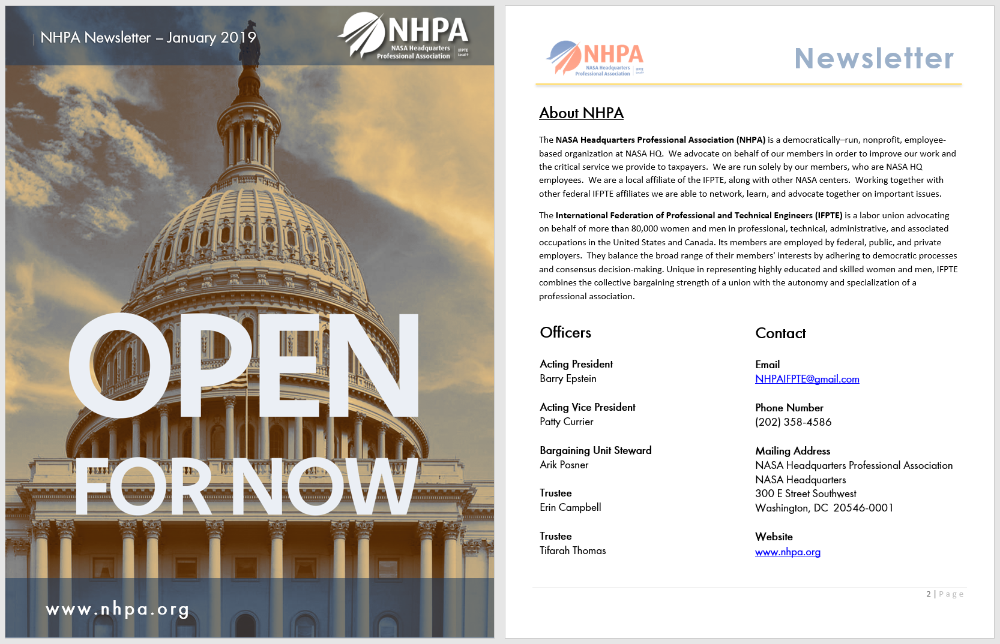 NHPA Newsletter – January 2019
NHPA
NASA Headquarters
Professional Association
IFPTE
Local 9
OPEN
FOR NOW
www.nhpa.org
NHPA
NASA Headquarters
Professional Association
IFPTE
Local 9
Newsletter
About NHPA
The NASA Headquarters Professional Association (NHPA) is a democratically–run, nonprofit, employee-
based organization at NASA HQ.  We advocate on behalf of our members in order to improve our work and
the critical service we provide to taxpayers.  We are run solely by our members, who are NASA HQ
employees.  We are a local affiliate of the IFPTE, along with other NASA centers.  Working together with
other federal IFPTE affiliates we are able to network, learn, and advocate together on important issues.
The International Federation of Professional and Technical Engineers (IFPTE) is a labor union advocating
on behalf of more than 80,000 women and men in professional, technical, administrative, and associated
occupations in the United States and Canada. Its members are employed by federal, public, and private
employers.  They balance the broad range of their members' interests by adhering to democratic processes
and consensus decision-making. Unique in representing highly educated and skilled women and men, IFPTE
combines the collective bargaining strength of a union with the autonomy and specialization of a
professional association.
Officers
Acting President
Barry Epstein
Acting Vice President
Patty Currier
Bargaining Unit Steward
Arik Posner
Trustee
Erin Campbell
Trustee
Tifarah Thomas
Contact
Email
NHPAIFPTE@gmail.com
Phone Number
(202) 358-4586
Mailing Address
NASA Headquarters Professional Association
NASA Headquarters
300 E Street Southwest
Washington, DC  20546-0001
Website
www.nhpa.org
2 | Page